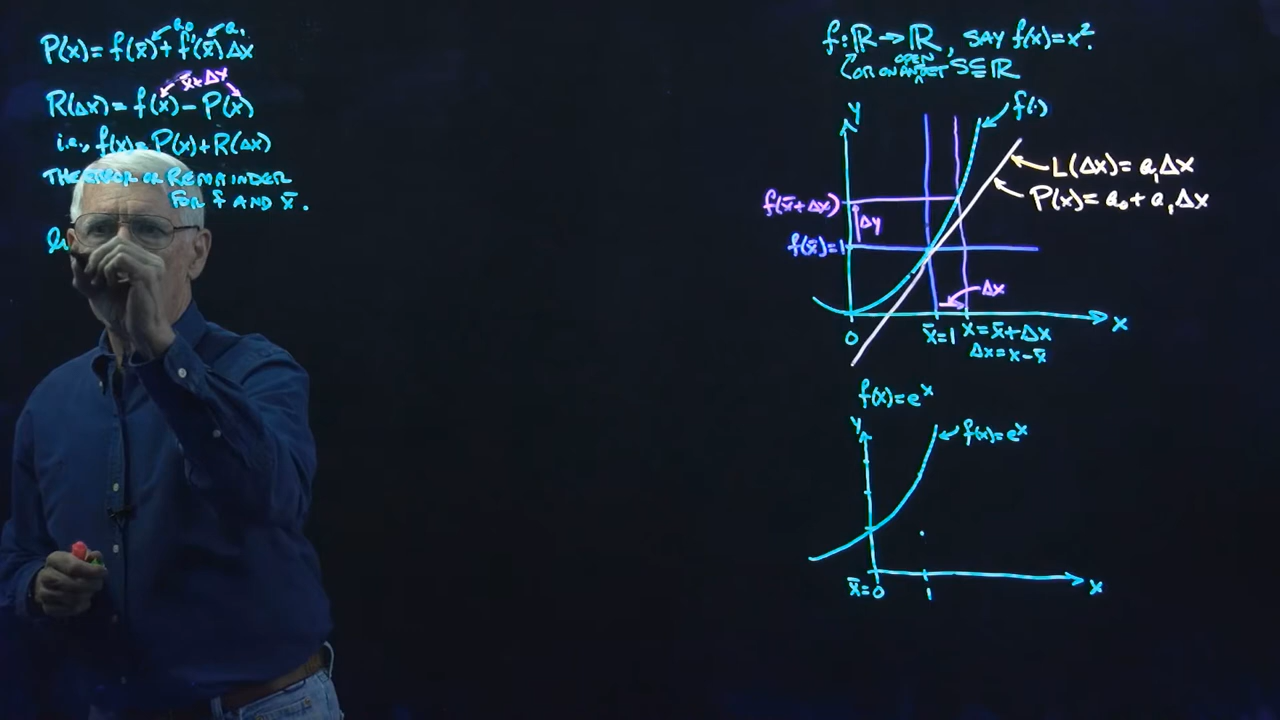 P(x) = f(x̄) + f'(x̄) Δx
a₀ a₁
x̄+Δx
R(Δx) = f(x) - P(x)
i.e., f(x) = P(x) + R(Δx)
THE ERROR OR REMAINDER
FOR f AND x̄.
f: ℝ → ℝ, SAY f(x) = x².
OPEN
OR ON AN SET S ⊆ ℝ
y
f(·)
L(Δx) = a₁Δx
P(x) = a₀ + a₁Δx
f(x̄+Δx)
Δy
f(x̄)=1
Δx
0
x̄=1
x = x̄+Δx
x
Δx = x - x̄
f(x) = eˣ
y
f(x) = eˣ
x̄=0
1
x